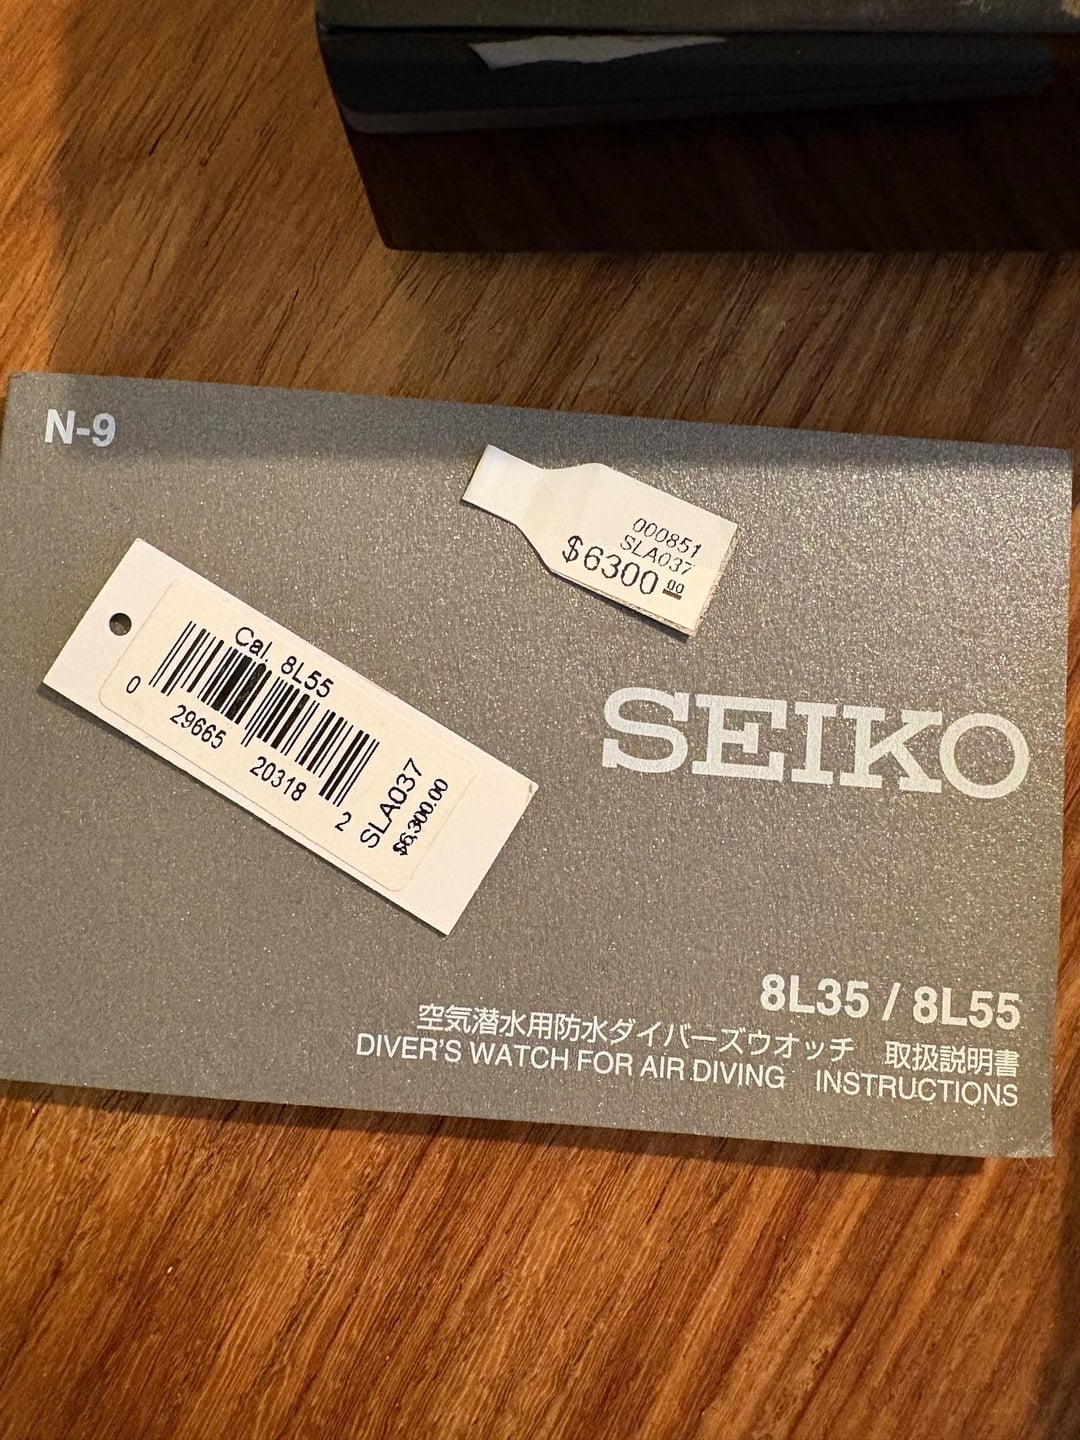 N-9
000851
SLA037
$6300.00
Cal. 8L55
0 29665 20318 2
SLA037
$6,300.00
SEIKO
8L35 / 8L55
空気潜水用防水ダイバーズウオッチ 取扱説明書
DIVER'S WATCH FOR AIR DIVING INSTRUCTIONS